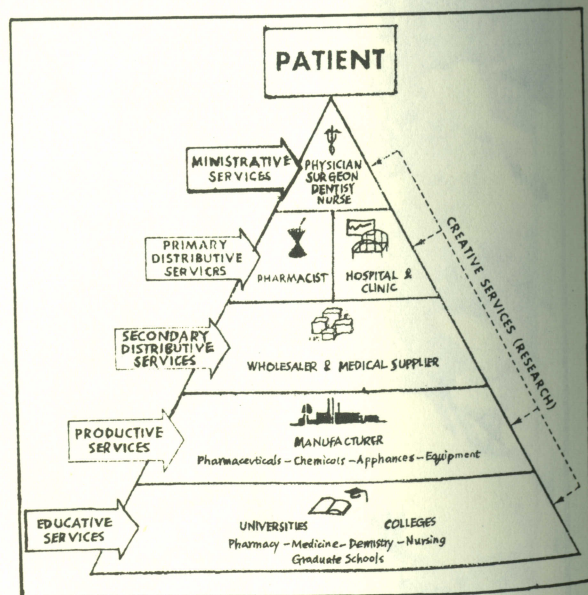 PATIENT
MINISTRATIVE
SERVICES
PHYSICIAN
SURGEON
DENTIST
NURSE
PRIMARY
DISTRIBUTIVE
SERVICES
PHARMACIST
HOSPITAL &
CLINIC
SECONDARY
DISTRIBUTIVE
SERVICES
WHOLESALER & MEDICAL SUPPLIER
PRODUCTIVE
SERVICES
MANUFACTURER
Pharmaceuticals - Chemicals - Appliances - Equipment
EDUCATIVE
SERVICES
UNIVERSITIES COLLEGES
Pharmacy - Medicine - Dentistry - Nursing
Graduate Schools
CREATIVE SERVICES (RESEARCH)